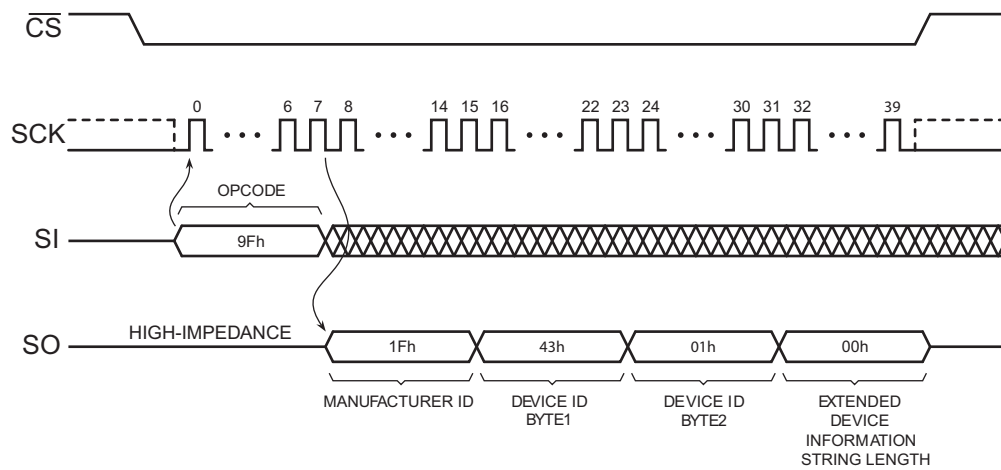 CS
0 6 7 8 14 15 16 22 23 24 30 31 32 39
SCK
OPCODE
SI
9Fh
HIGH-IMPEDANCE
SO
1Fh 43h 01h 00h
MANUFACTURER ID
DEVICE ID
BYTE1
DEVICE ID
BYTE2
EXTENDED
DEVICE
INFORMATION
STRING LENGTH